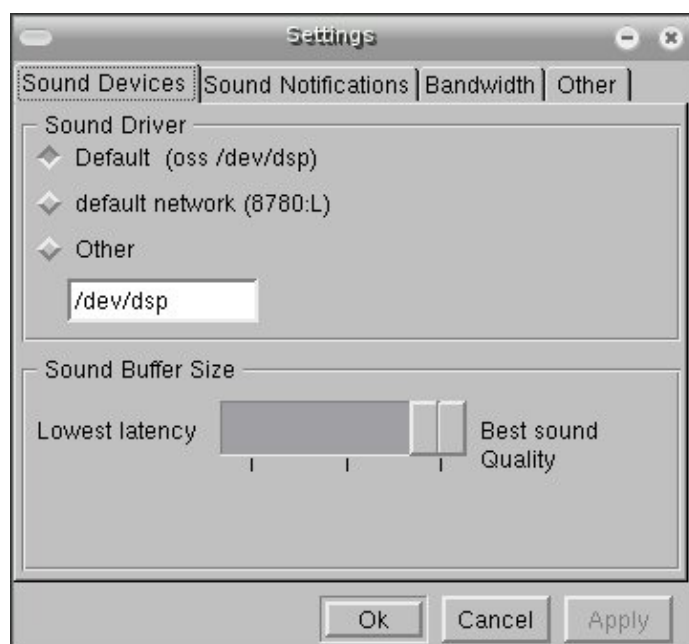 Settings
Sound Devices
Sound Notifications
Bandwidth
Other
Sound Driver
Default (oss /dev/dsp)
default network (8780:L)
Other
/dev/dsp
Sound Buffer Size
Lowest latency
Best sound
Quality
Ok
Cancel
Apply